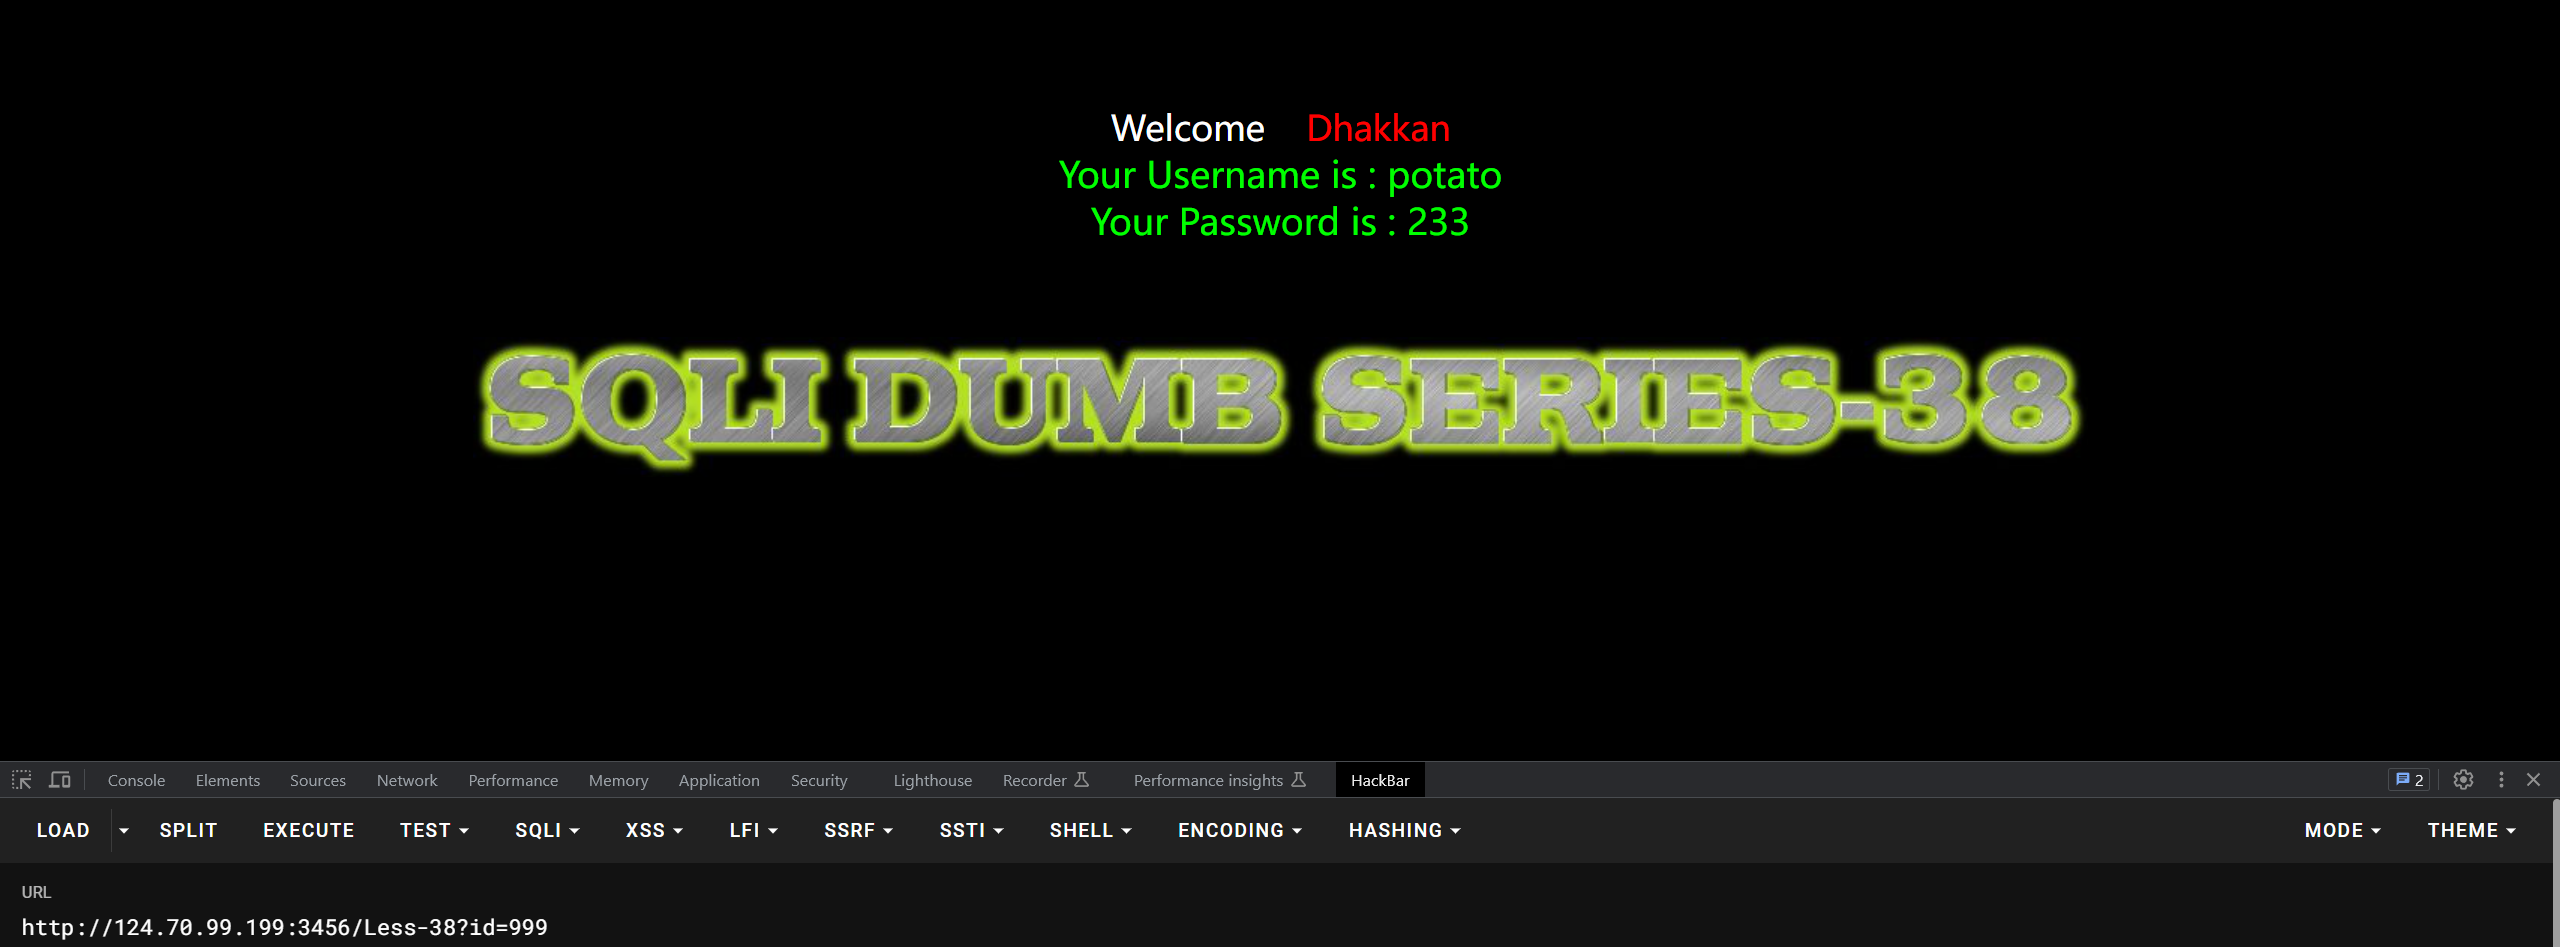 Welcome Dhakkan
Your Username is : potato
Your Password is : 233
SQLI DUMB SERIES-38
Console Elements Sources Network Performance Memory Application Security Lighthouse Recorder Performance insights HackBar 2
LOAD SPLIT EXECUTE TEST SQLI XSS LFI SSRF SSTI SHELL ENCODING HASHING MODE THEME
URL
http://124.70.99.199:3456/Less-38?id=999